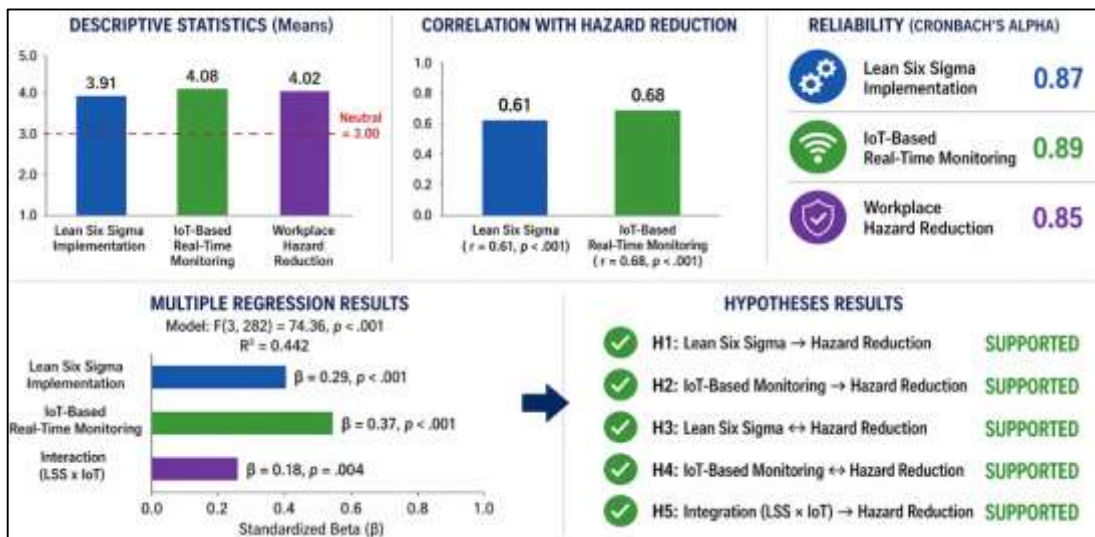 DESCRIPTIVE STATISTICS (Means)
5.0
4.0
3.0
2.0
1.0
3.91
4.08
4.02
Neutral
= 3.00
Lean Six Sigma
Implementation
IoT-Based
Real-Time
Monitoring
Workplace
Hazard
Reduction
CORRELATION WITH HAZARD REDUCTION
1.0
0.8
0.6
0.4
0.2
0.0
0.61
0.68
Lean Six Sigma
( r = 0.61, p < .001)
IoT-Based
Real-Time Monitoring
( r = 0.68, p < .001)
RELIABILITY (CRONBACH'S ALPHA)
Lean Six Sigma
Implementation
0.87
IoT-Based
Real-Time Monitoring
0.89
Workplace
Hazard Reduction
0.85
MULTIPLE REGRESSION RESULTS
Model: F(3, 282) = 74.36, p < .001
R² = 0.442
Lean Six Sigma
Implementation
β = 0.29, p < .001
IoT-Based
Real-Time Monitoring
β = 0.37, p < .001
Interaction
(LSS x IoT)
β = 0.18, p = .004
0.0 0.2 0.4 0.6 0.8 1.0
Standardized Beta (β)
HYPOTHESES RESULTS
H1: Lean Six Sigma → Hazard Reduction SUPPORTED
H2: IoT-Based Monitoring → Hazard Reduction SUPPORTED
H3: Lean Six Sigma ↔ Hazard Reduction SUPPORTED
H4: IoT-Based Monitoring ↔ Hazard Reduction SUPPORTED
H5: Integration (LSS × IoT) → Hazard Reduction SUPPORTED